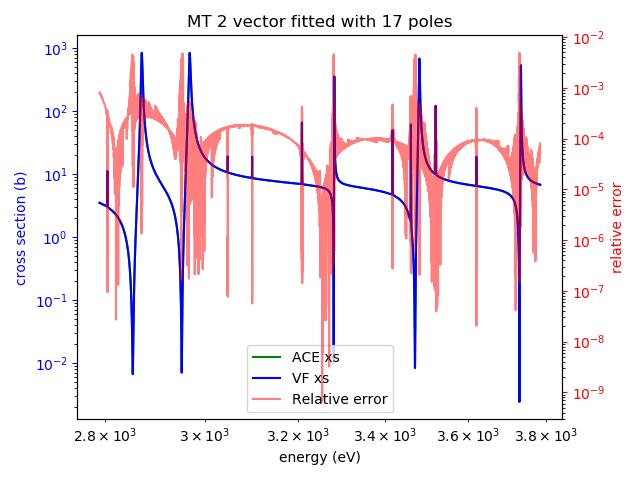 MT 2 vector fitted with 17 poles
10³
10²
10¹
10⁰
10⁻¹
10⁻²
cross section (b)
10⁻²
10⁻³
10⁻⁴
10⁻⁵
10⁻⁶
10⁻⁷
10⁻⁸
10⁻⁹
relative error
ACE xs
VF xs
Relative error
2.8 × 10³
3 × 10³
3.2 × 10³
3.4 × 10³
3.6 × 10³
3.8 × 10³
energy (eV)